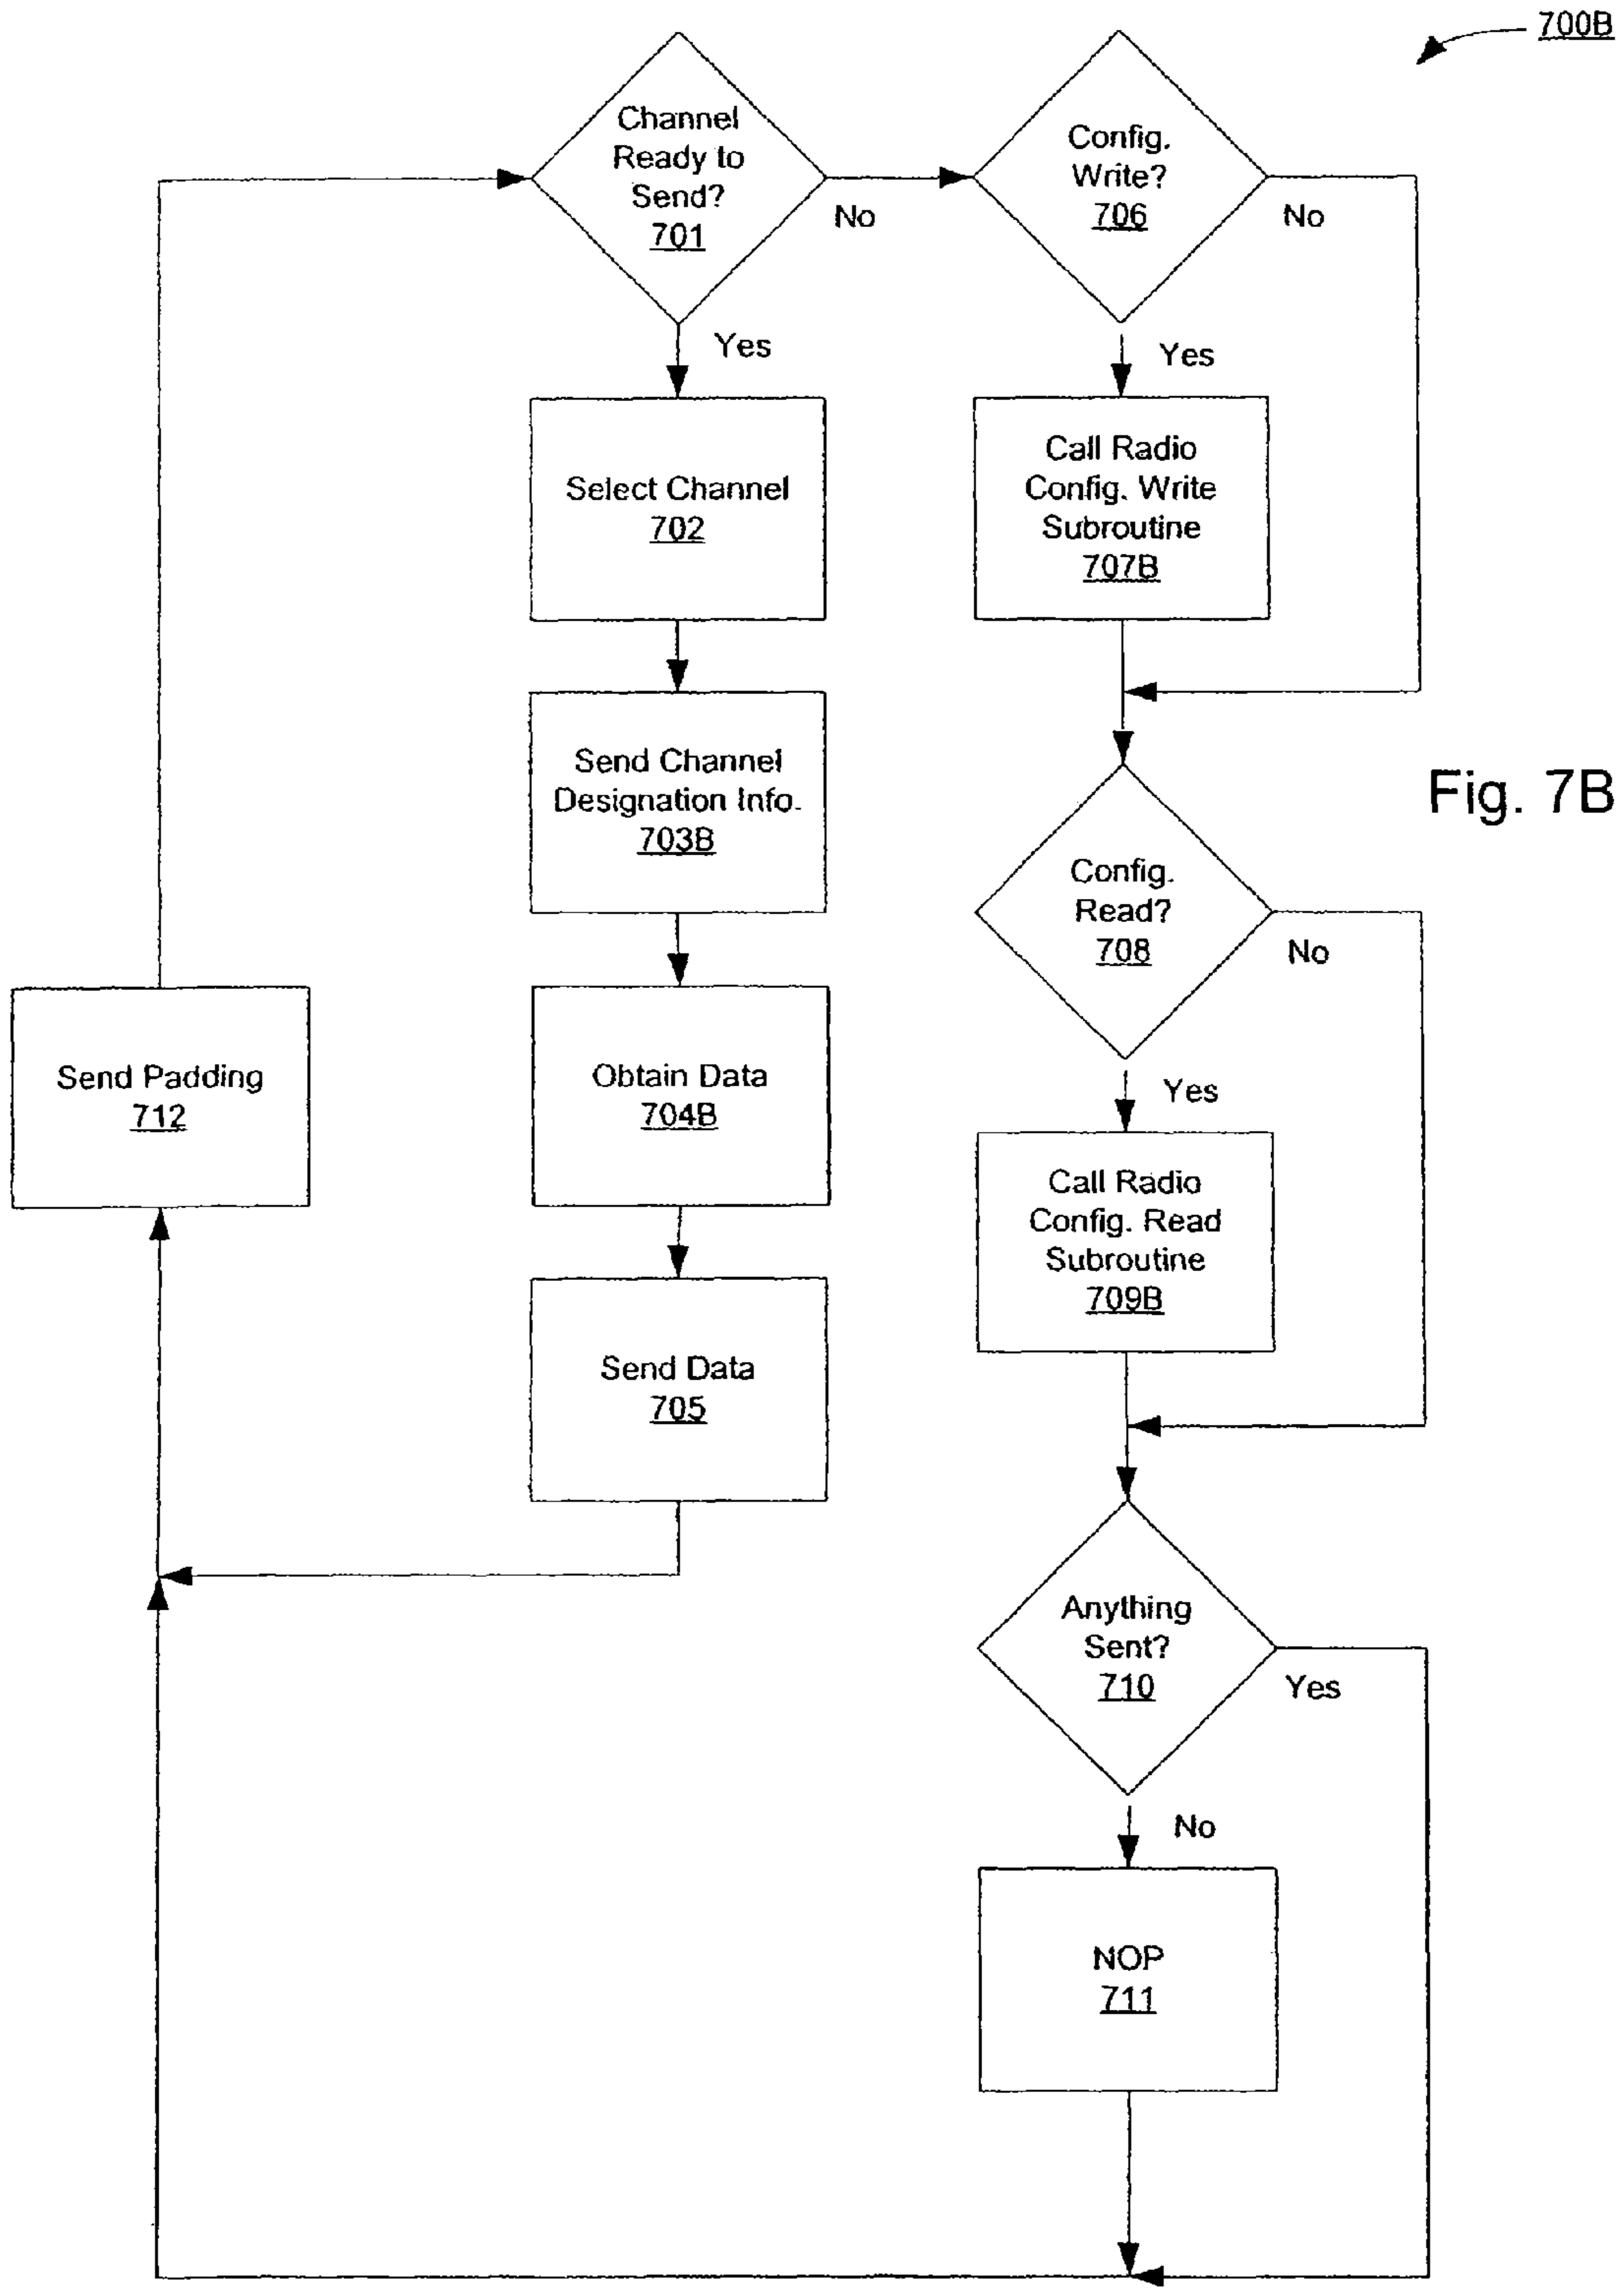 700B
Channel
Ready to
Send?
701
No
Yes
Config.
Write?
706
No
Yes
Select Channel
702
Call Radio
Config. Write
Subroutine
707B
Send Channel
Designation Info.
703B
Fig. 7B
Config.
Read?
708
No
Yes
Send Padding
712
Obtain Data
704B
Call Radio
Config. Read
Subroutine
709B
Send Data
705
Anything
Sent?
710
Yes
No
NOP
711